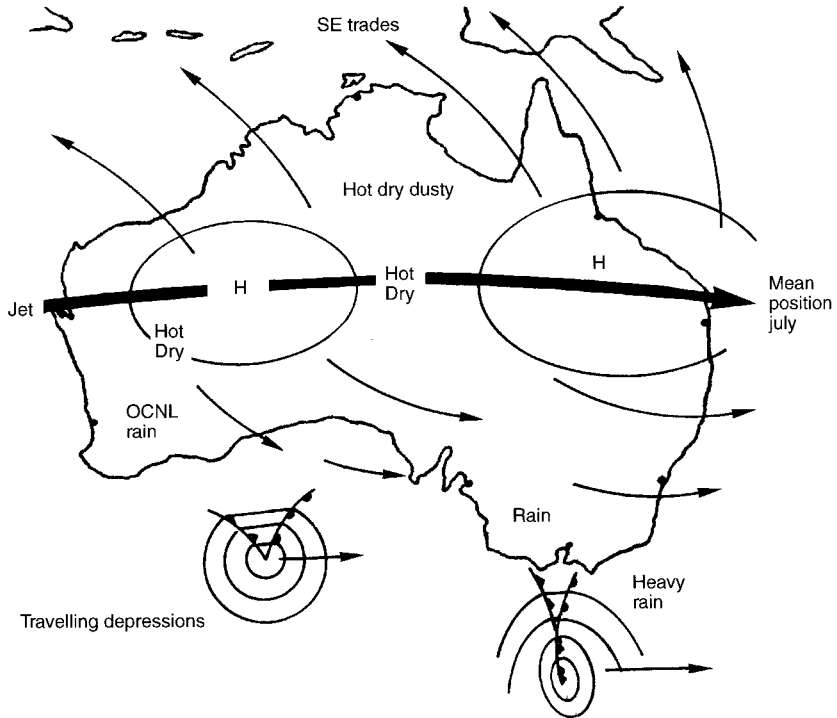 SE trades
Hot dry dusty
H
H
Hot
Dry
Jet
Mean
position
july
Hot
Dry
OCNL
rain
Rain
Heavy
rain
Travelling depressions